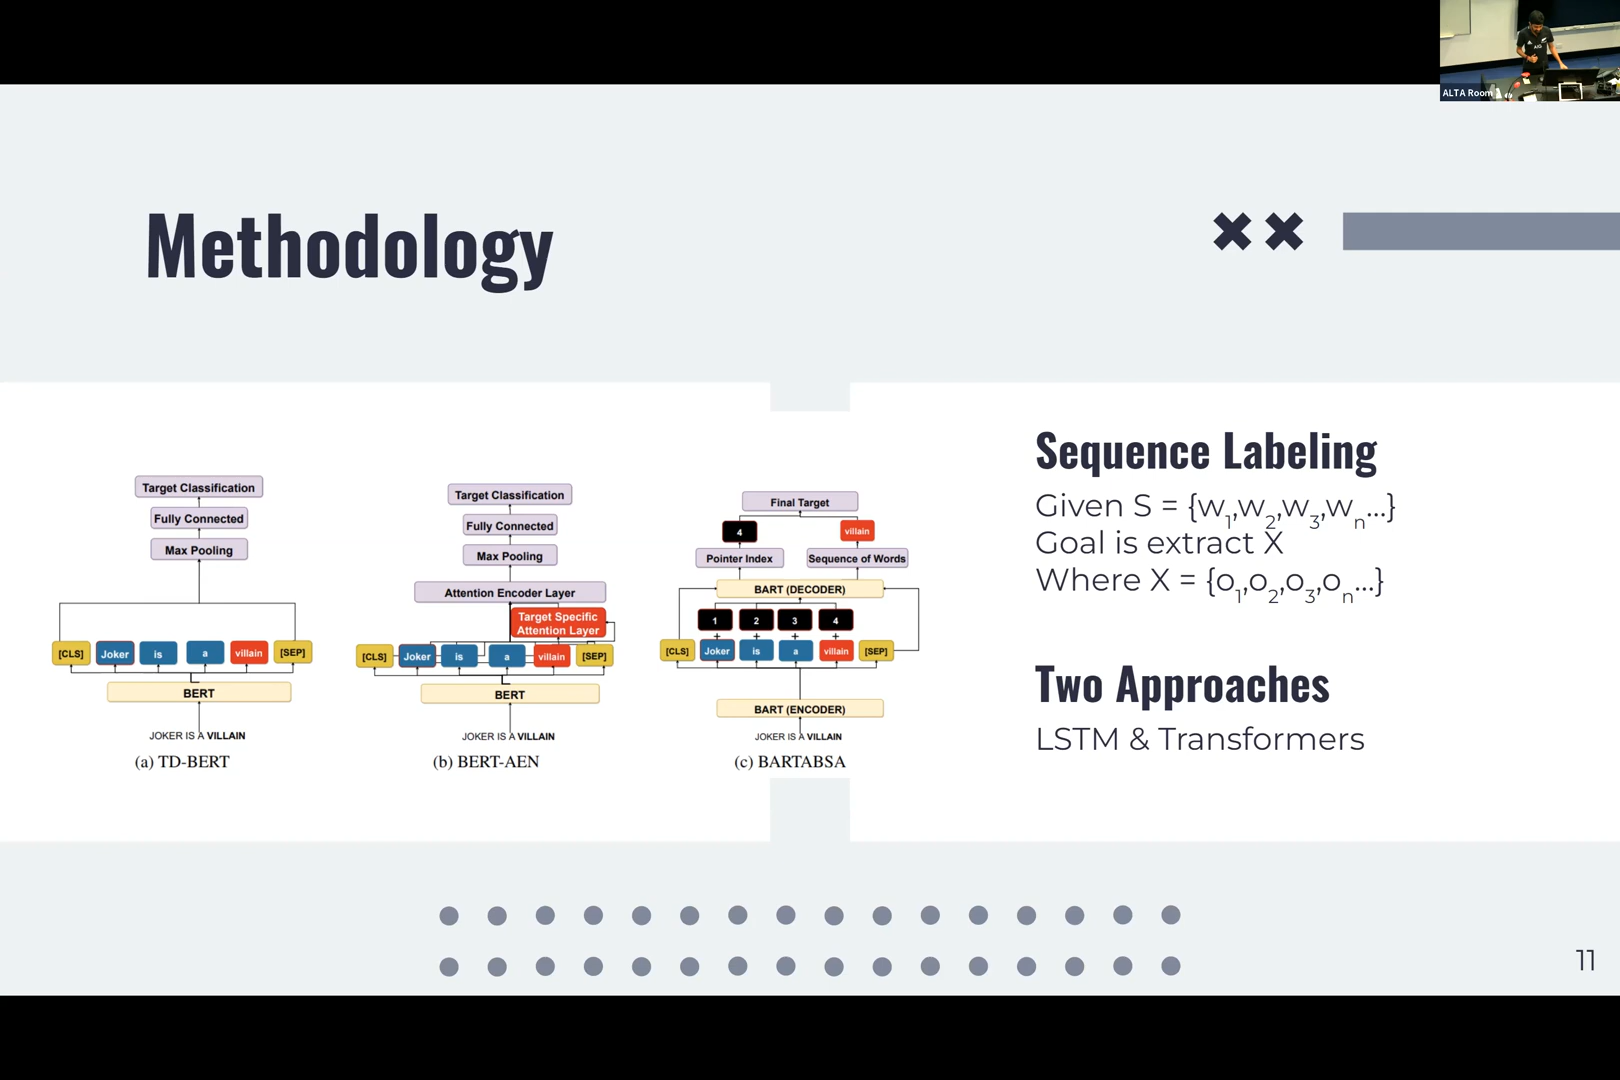 ALTA Room
Methodology
Target Classification
Fully Connected
Max Pooling
[CLS] Joker is a villain [SEP]
BERT
JOKER IS A VILLAIN
(a) TD-BERT
Target Classification
Fully Connected
Max Pooling
Attention Encoder Layer
Target Specific
Attention Layer
[CLS] Joker is a villain [SEP]
BERT
JOKER IS A VILLAIN
(b) BERT-AEN
Final Target
4 villain
Pointer Index Sequence of Words
BART (DECODER)
1 2 3 4
+ + + +
[CLS] Joker is a villain [SEP]
BART (ENCODER)
JOKER IS A VILLAIN
(c) BARTABSA
Sequence Labeling
Given S = {w₁,w₂,w₃,wₙ...}
Goal is extract X
Where X = {o₁,o₂,o₃,oₙ...}
Two Approaches
LSTM & Transformers
11